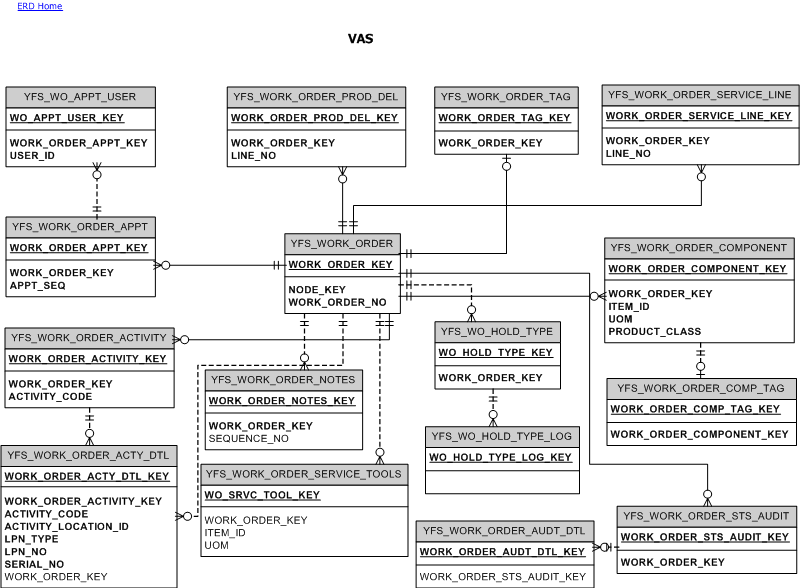 ERD Home
VAS
YFS_WO_APPT_USER
WO_APPT_USER_KEY
WORK_ORDER_APPT_KEY
USER_ID
YFS_WORK_ORDER_PROD_DEL
WORK_ORDER_PROD_DEL_KEY
WORK_ORDER_KEY
LINE_NO
YFS_WORK_ORDER_TAG
WORK_ORDER_TAG_KEY
WORK_ORDER_KEY
YFS_WORK_ORDER_SERVICE_LINE
WORK_ORDER_SERVICE_LINE_KEY
WORK_ORDER_KEY
LINE_NO
YFS_WORK_ORDER_APPT
WORK_ORDER_APPT_KEY
WORK_ORDER_KEY
APPT_SEQ
YFS_WORK_ORDER
WORK_ORDER_KEY
NODE_KEY
WORK_ORDER_NO
YFS_WORK_ORDER_COMPONENT
WORK_ORDER_COMPONENT_KEY
WORK_ORDER_KEY
ITEM_ID
UOM
PRODUCT_CLASS
YFS_WORK_ORDER_ACTIVITY
WORK_ORDER_ACTIVITY_KEY
WORK_ORDER_KEY
ACTIVITY_CODE
YFS_WORK_ORDER_NOTES
WORK_ORDER_NOTES_KEY
WORK_ORDER_KEY
SEQUENCE_NO
YFS_WO_HOLD_TYPE
WO_HOLD_TYPE_KEY
WORK_ORDER_KEY
YFS_WORK_ORDER_COMP_TAG
WORK_ORDER_COMP_TAG_KEY
WORK_ORDER_COMPONENT_KEY
YFS_WORK_ORDER_ACTY_DTL
WORK_ORDER_ACTY_DTL_KEY
WORK_ORDER_ACTIVITY_KEY
ACTIVITY_CODE
ACTIVITY_LOCATION_ID
LPN_TYPE
LPN_NO
SERIAL_NO
WORK_ORDER_KEY
YFS_WORK_ORDER_SERVICE_TOOLS
WO_SRVC_TOOL_KEY
WORK_ORDER_KEY
ITEM_ID
UOM
YFS_WO_HOLD_TYPE_LOG
WO_HOLD_TYPE_LOG_KEY
YFS_WORK_ORDER_AUDT_DTL
WORK_ORDER_AUDT_DTL_KEY
WORK_ORDER_STS_AUDIT_KEY
YFS_WORK_ORDER_STS_AUDIT
WORK_ORDER_STS_AUDIT_KEY
WORK_ORDER_KEY